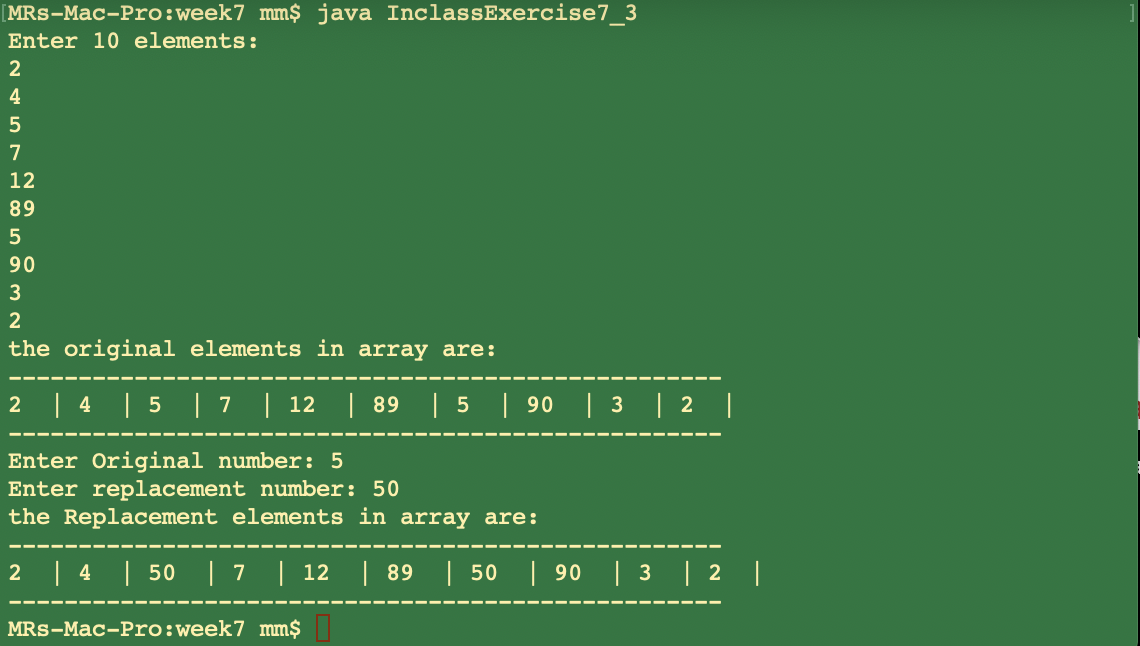 [MRs-Mac-Pro:week7 mm$ java InclassExercise7_3 ]
Enter 10 elements:
2
4
5
7
12
89
5
90
3
2
the original elements in array are:
---------------------------------------------------
2  | 4  | 5  | 7  | 12  | 89  | 5  | 90  | 3  | 2  |
---------------------------------------------------
Enter Original number: 5
Enter replacement number: 50
the Replacement elements in array are:
---------------------------------------------------
2  | 4  | 50  | 7  | 12  | 89  | 50  | 90  | 3  | 2  |
---------------------------------------------------
MRs-Mac-Pro:week7 mm$